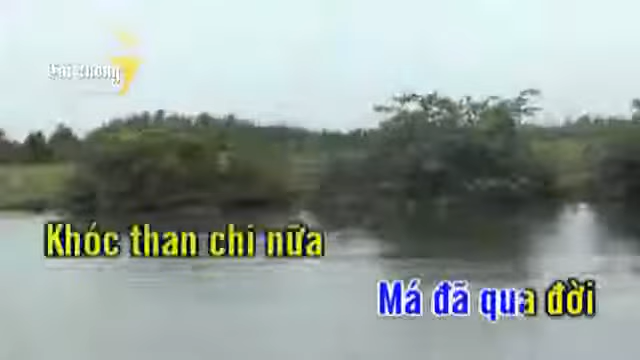 Khóc than chi nữa
Má đã qua đời